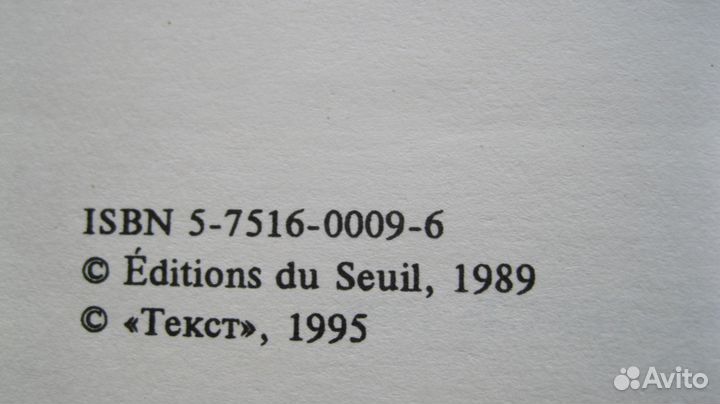 ISBN 5-7516-0009-6
© Éditions du Seuil, 1989
© «Текст», 1995
Avito